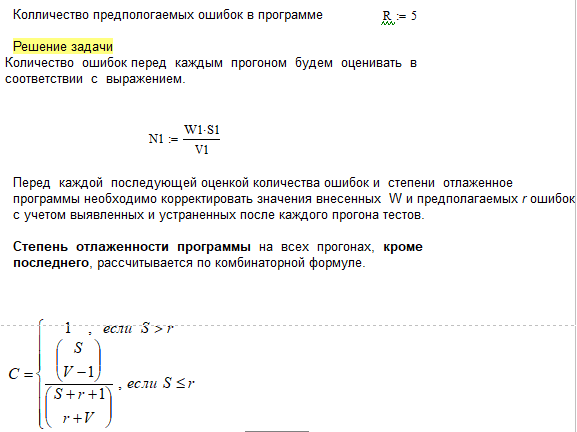 Колличество предпологаемых ошибок в программе R := 5
Решение задачи
Количество ошибок перед каждым прогоном будем оценивать в
соответствии с выражением.
N1 := W1·S1
V1
Перед каждой последующей оценкой количества ошибок и степени отлаженное
программы необходимо корректировать значения внесенных W и предполагаемых r ошибок
с учетом выявленных и устраненных после каждого прогона тестов.
Степень отлаженности программы на всех прогонах, кроме
последнего, рассчитывается по комбинаторной формуле.
1 , если S > r
C = { (S
V − 1)
, если S ≤ r
(S + r + 1
r + V)